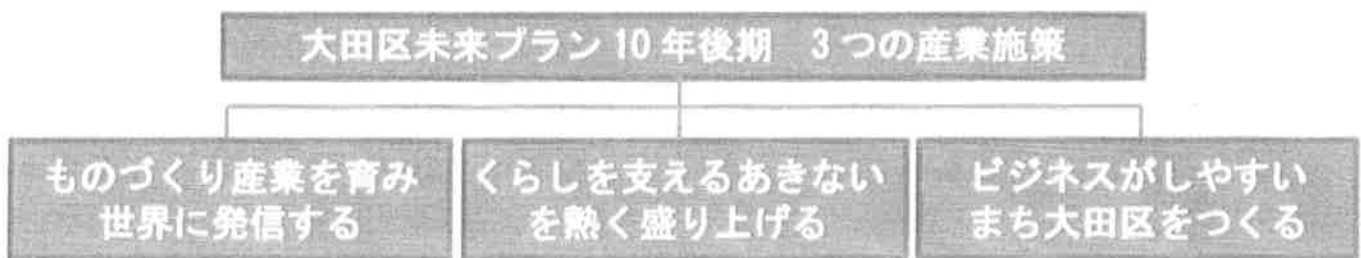 大田区未来プラン10年後期　3つの産業施策
ものづくり産業を育み
世界に発信する
くらしを支えるあきない
を熱く盛り上げる
ビジネスがしやすい
まち大田区をつくる